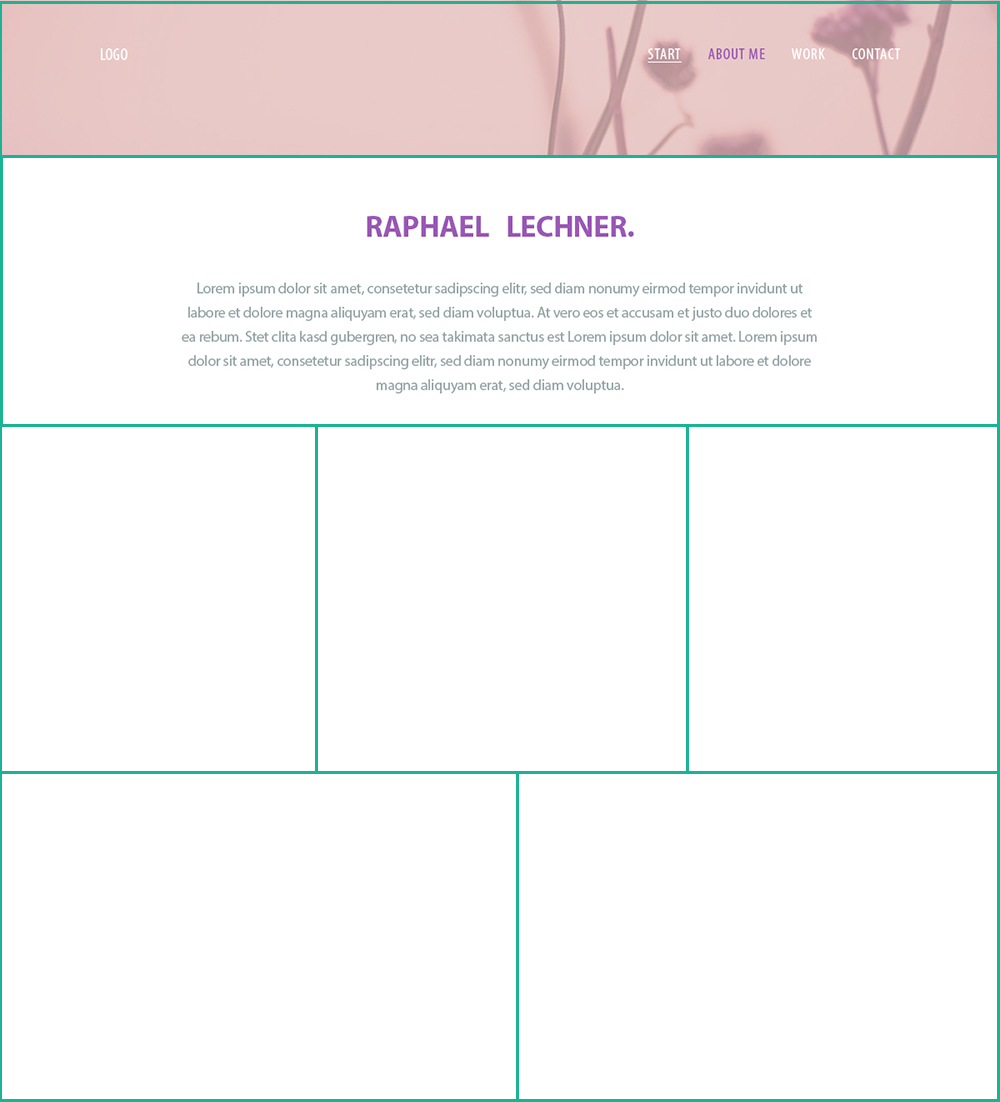 LOGO START ABOUT ME WORK CONTACT
RAPHAEL LECHNER.
Lorem ipsum dolor sit amet, consetetur sadipscing elitr, sed diam nonumy eirmod tempor invidunt ut
labore et dolore magna aliquyam erat, sed diam voluptua. At vero eos et accusam et justo duo dolores et
ea rebum. Stet clita kasd gubergren, no sea takimata sanctus est Lorem ipsum dolor sit amet. Lorem ipsum
dolor sit amet, consetetur sadipscing elitr, sed diam nonumy eirmod tempor invidunt ut labore et dolore
magna aliquyam erat, sed diam voluptua.